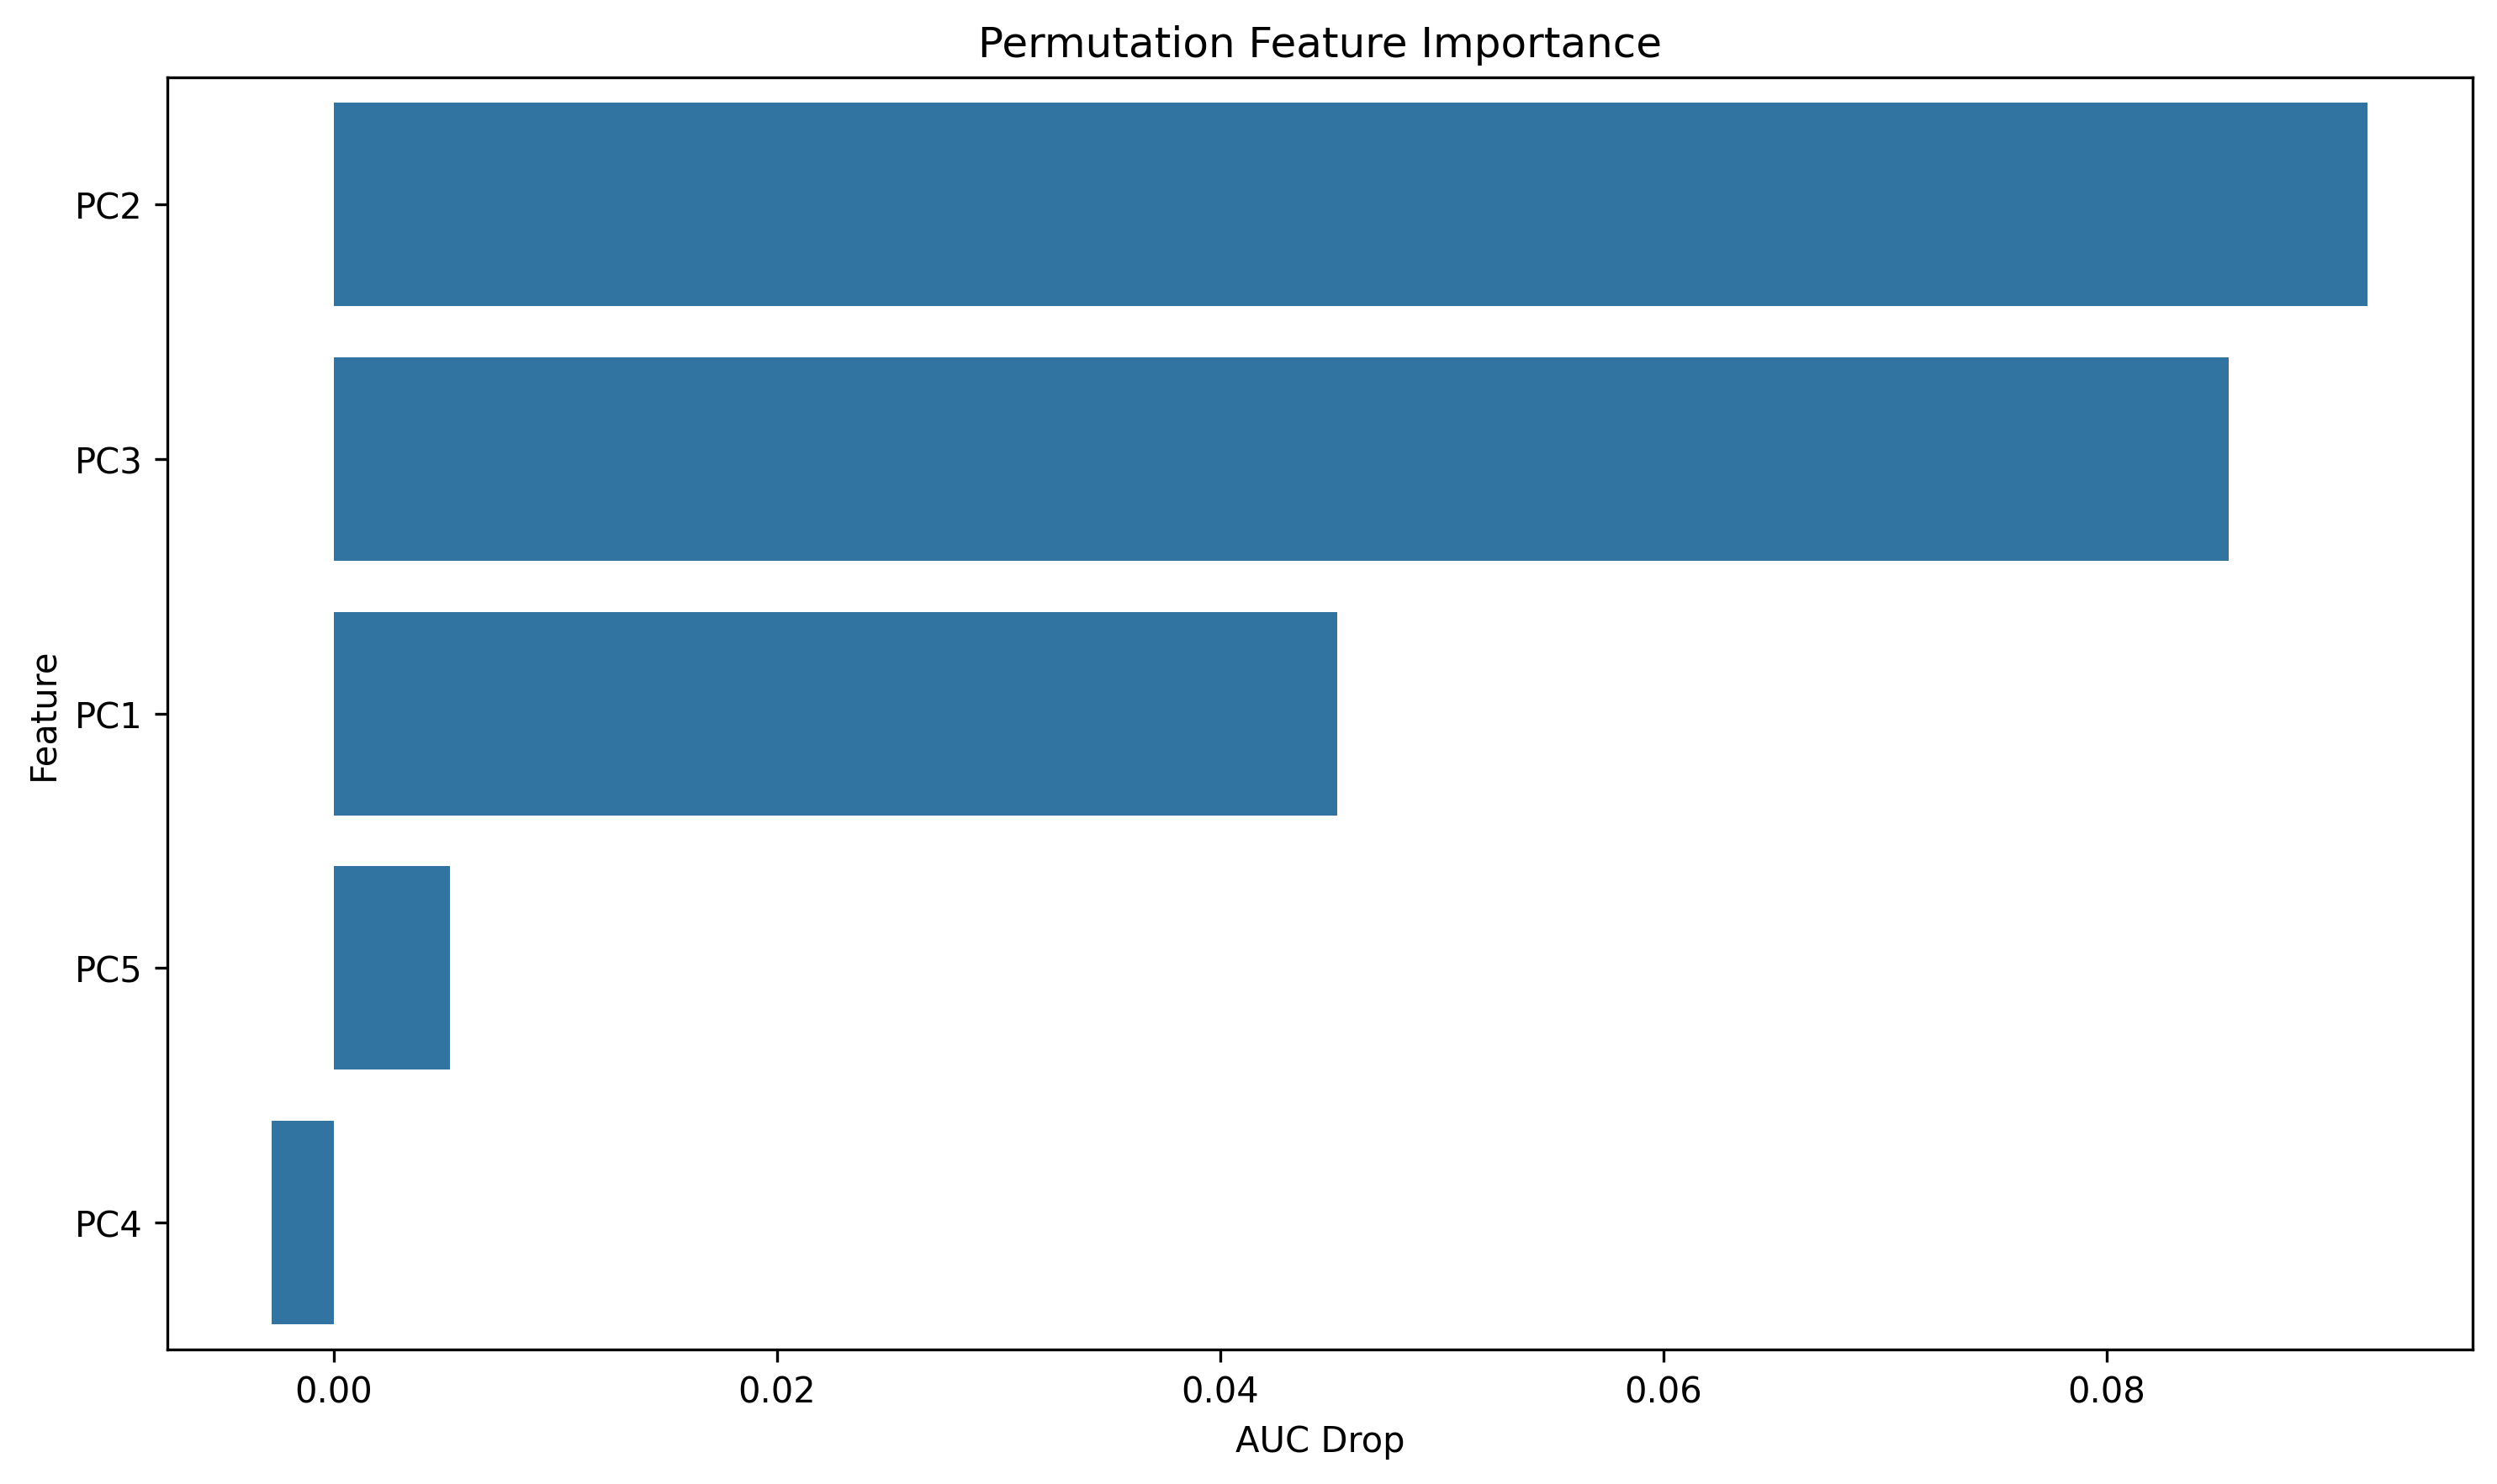 Permutation Feature Importance
Feature
PC2
PC3
PC1
PC5
PC4
0.00 0.02 0.04 0.06 0.08
AUC Drop